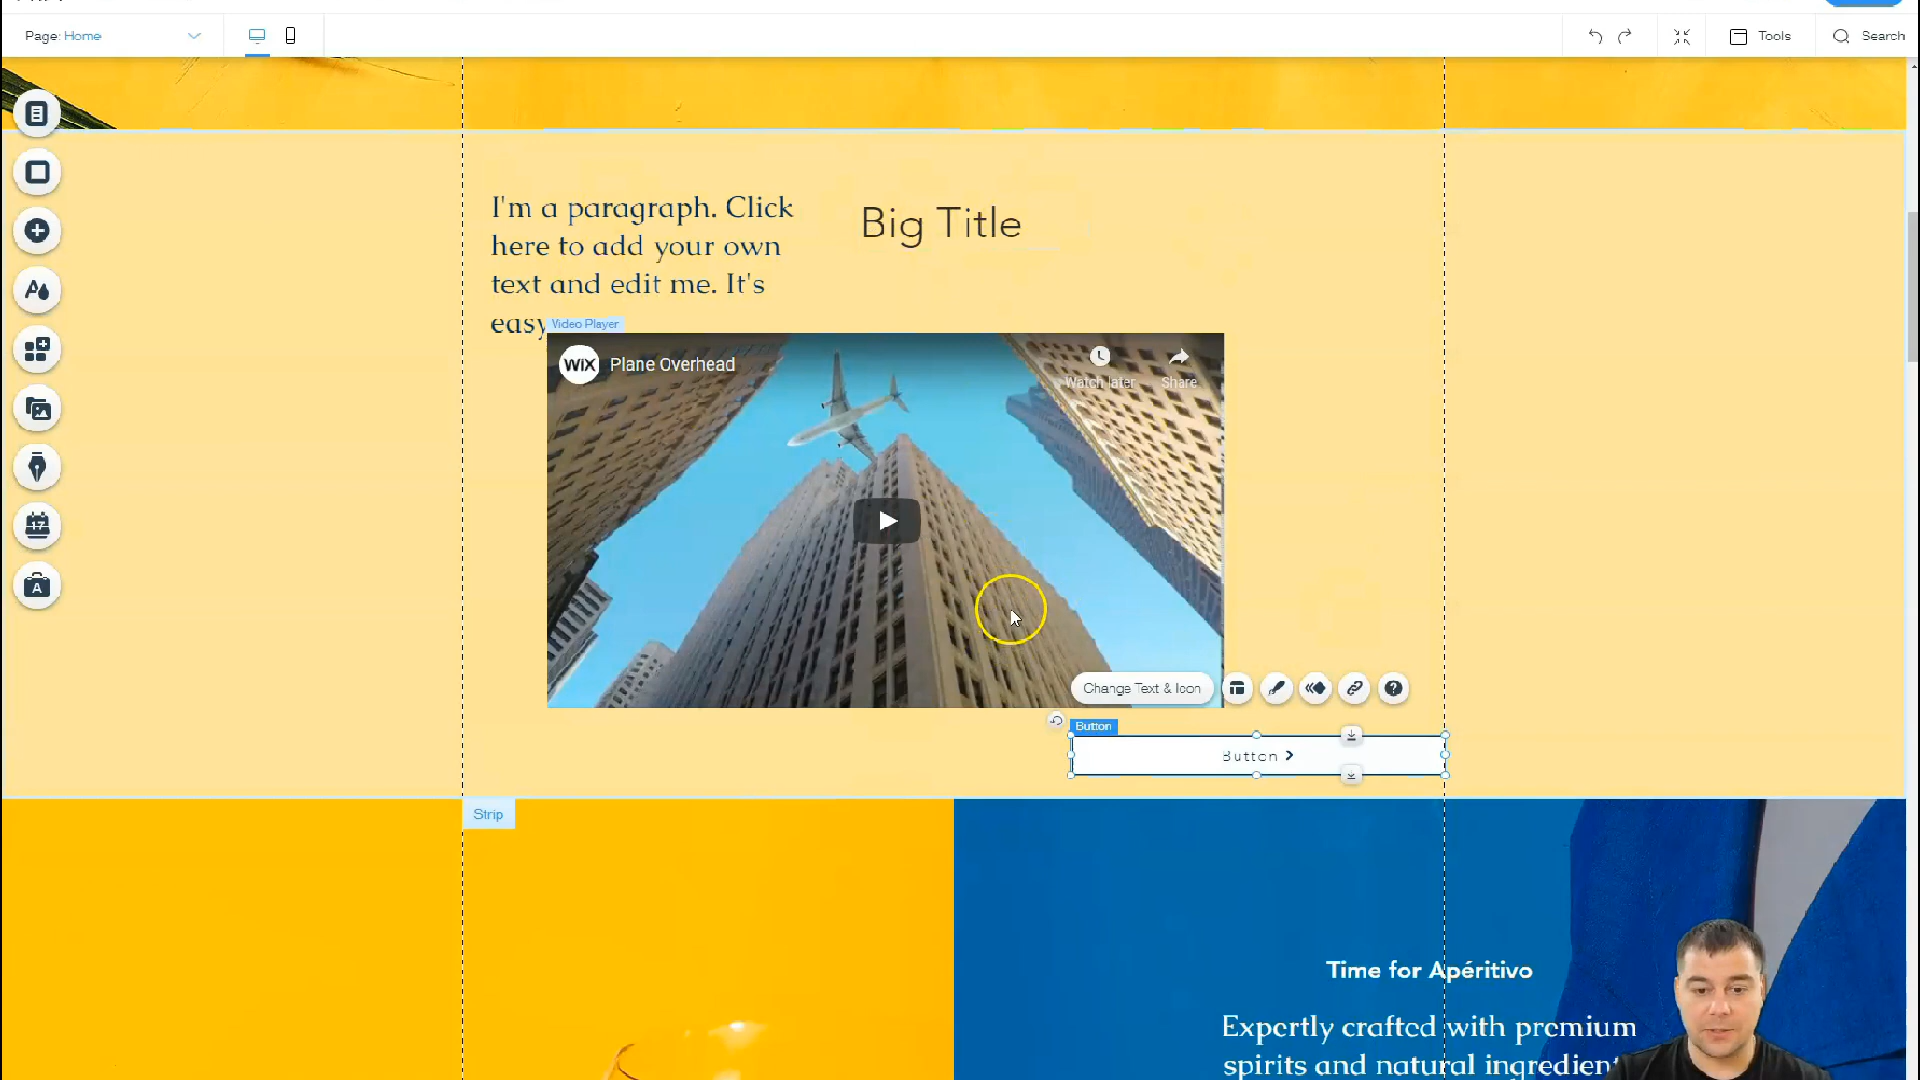 Page: Home
Tools
Search
I'm a paragraph. Click
here to add your own
text and edit me. It's
easy
Big Title
Video Player
WiX
Plane Overhead
Watch later
Share
Change Text & Icon
Button
Button >
Strip
Time for Apéritivo
Expertly crafted with premium
spirits and natural ingredient